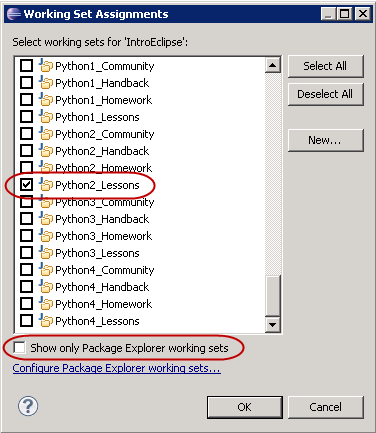 Working Set Assignments
Select working sets for 'IntroEclipse':
Python1_Community
Python1_Handback
Python1_Homework
Python1_Lessons
Python2_Community
Python2_Handback
Python2_Homework
Python2_Lessons
Python3_Community
Python3_Handback
Python3_Homework
Python3_Lessons
Python4_Community
Python4_Handback
Python4_Homework
Python4_Lessons
Select All
Deselect All
New...
Show only Package Explorer working sets
Configure Package Explorer working sets...
?
OK
Cancel